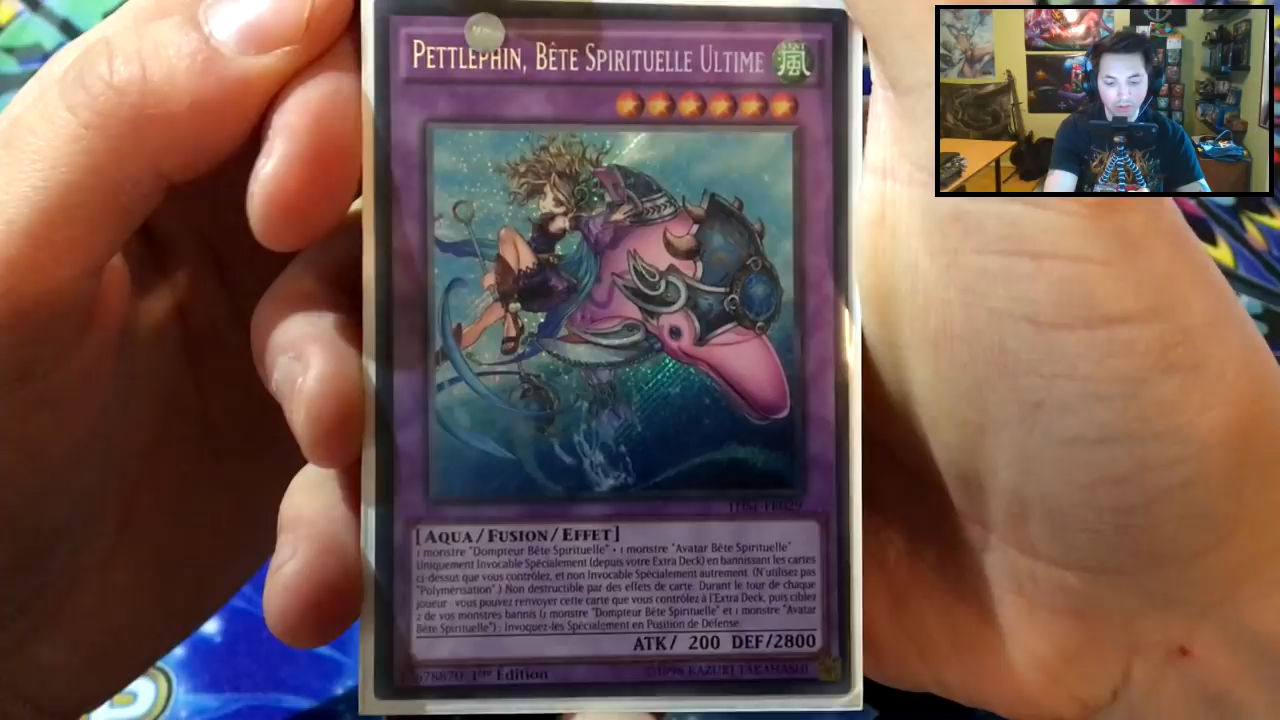 PETTLEPHIN, BÊTE SPIRITUELLE ULTIME 嵐
[AQUA/FUSION/EFFET]
1 monstre "Dompteur Bête Spirituelle" + 1 monstre "Avatar Bête Spirituelle"
Uniquement Invocable Spécialement (depuis votre Extra Deck) en bannissant les cartes
ci-dessus que vous contrôlez, et non Invocable Spécialement autrement. (N'utilisez pas
"Polymérisation".) Non destructible par des effets de carte. Durant le tour de chaque
joueur : vous pouvez renvoyer cette carte que vous contrôlez à l'Extra Deck, puis ciblez
2 de vos monstres bannis (1 monstre "Dompteur Bête Spirituelle" et 1 monstre "Avatar
Bête Spirituelle") ; Invoquez-les Spécialement en Position de Défense.
ATK/ 200 DEF/2800
1ère Édition
©1996 KAZUKI TAKAHASHI